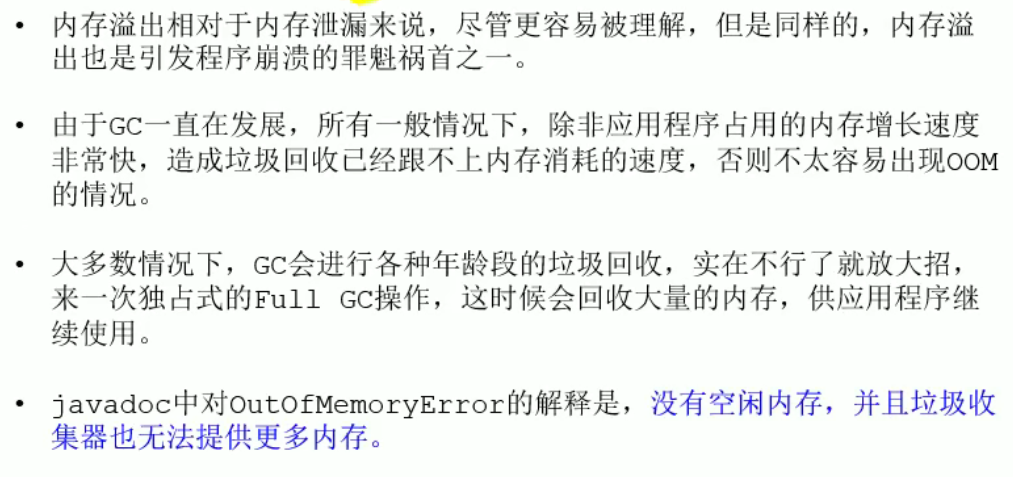 • 内存溢出相对于内存泄漏来说，尽管更容易被理解，但是同样的，内存溢
出也是引发程序崩溃的罪魁祸首之一。
• 由于GC一直在发展，所有一般情况下，除非应用程序占用的内存增长速度
非常快，造成垃圾回收已经跟不上内存消耗的速度，否则不太容易出现OOM
的情况。
• 大多数情况下，GC会进行各种年龄段的垃圾回收，实在不行了就放大招，
来一次独占式的Full GC操作，这时候会回收大量的内存，供应用程序继
续使用。
• javadoc中对OutOfMemoryError的解释是，没有空闲内存，并且垃圾收
集器也无法提供更多内存。